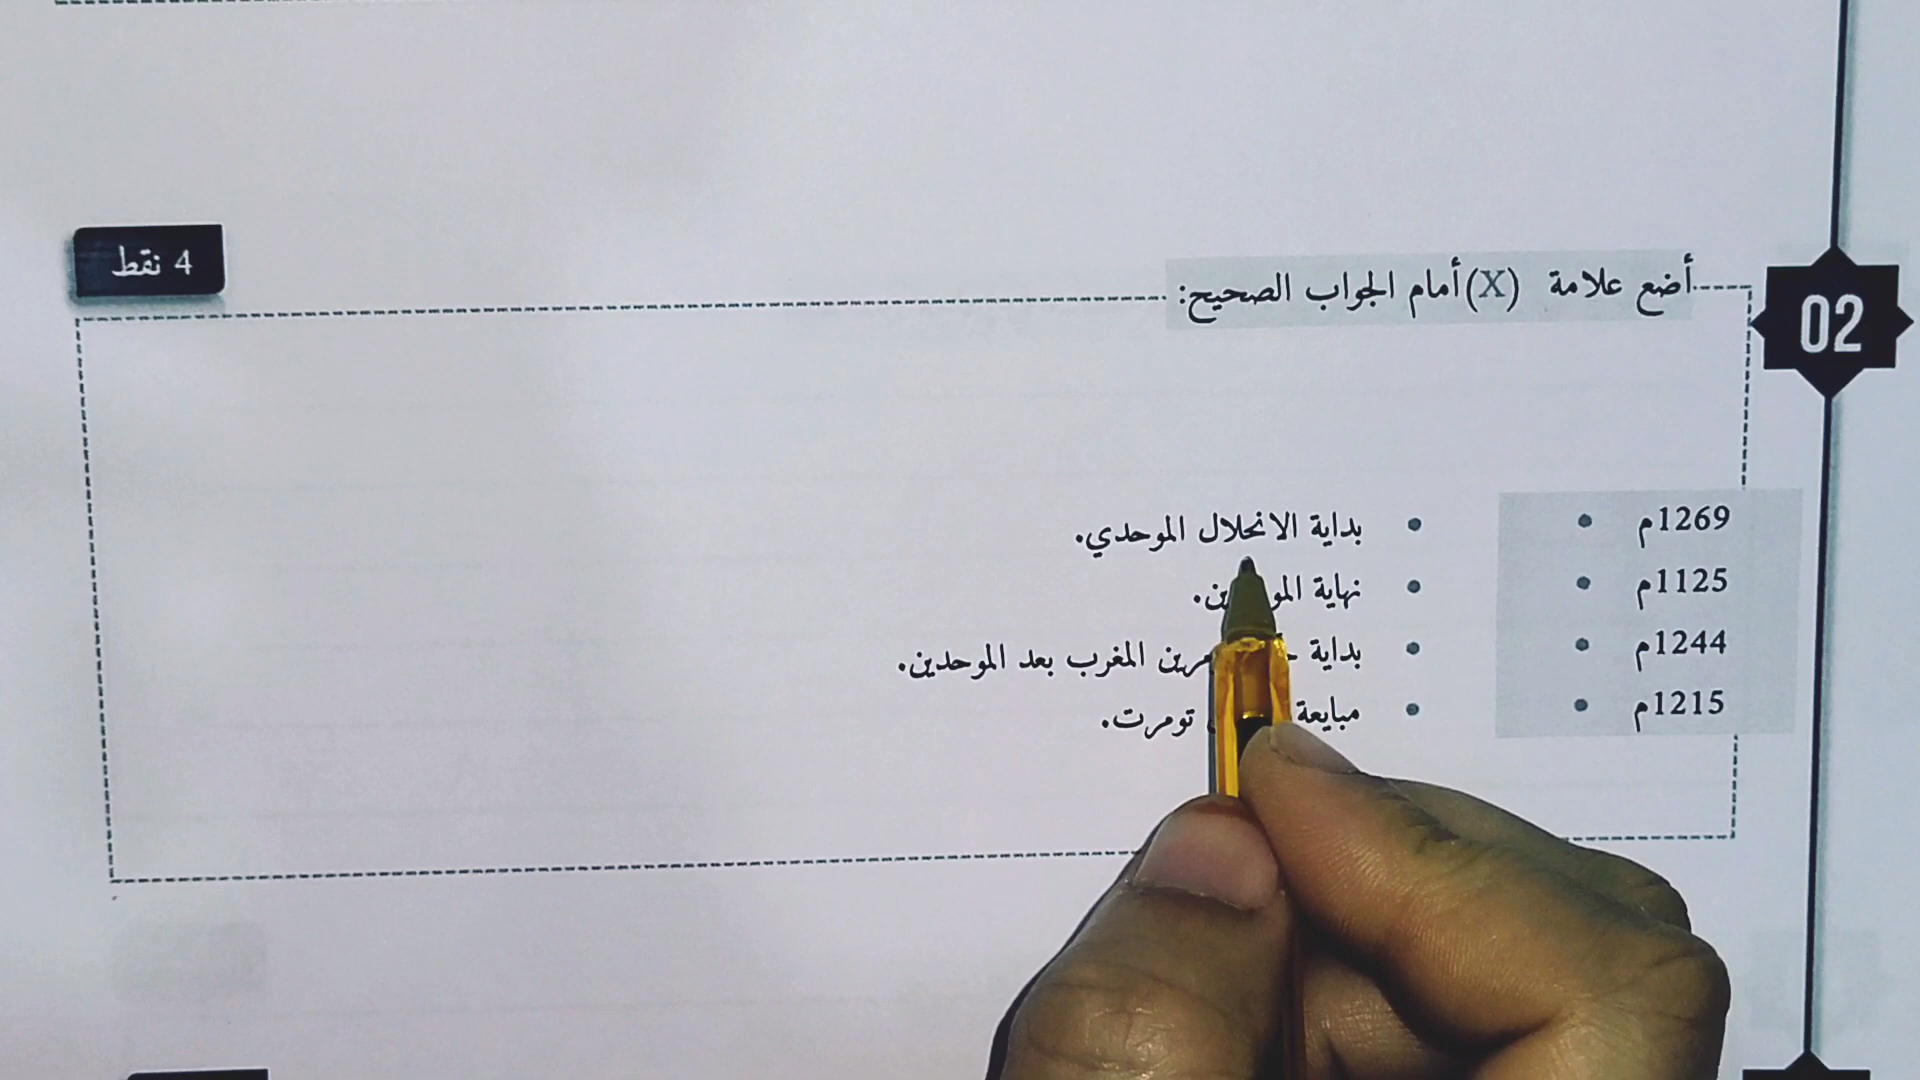 02
أضع علامة (X) أمام الجواب الصحيح:
4 نقط
1269م • • بداية الانحلال الموحدي.
1125م • • نهاية
1244م • • بداية المغرب بعد الموحدين.
1215م • • مبايعة تومرت.